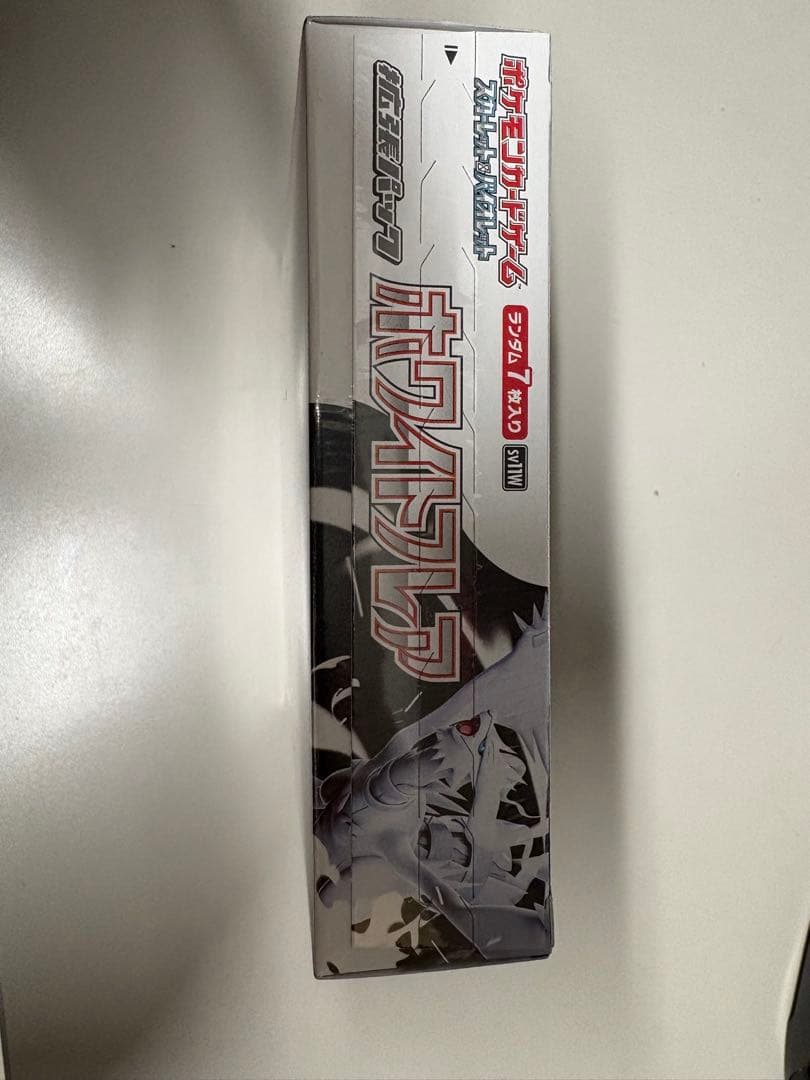 ポケモンカードゲーム™
スカーレット&バイオレット
ランダム7枚入り
SV11W
拡張パック
ホワイトフレア